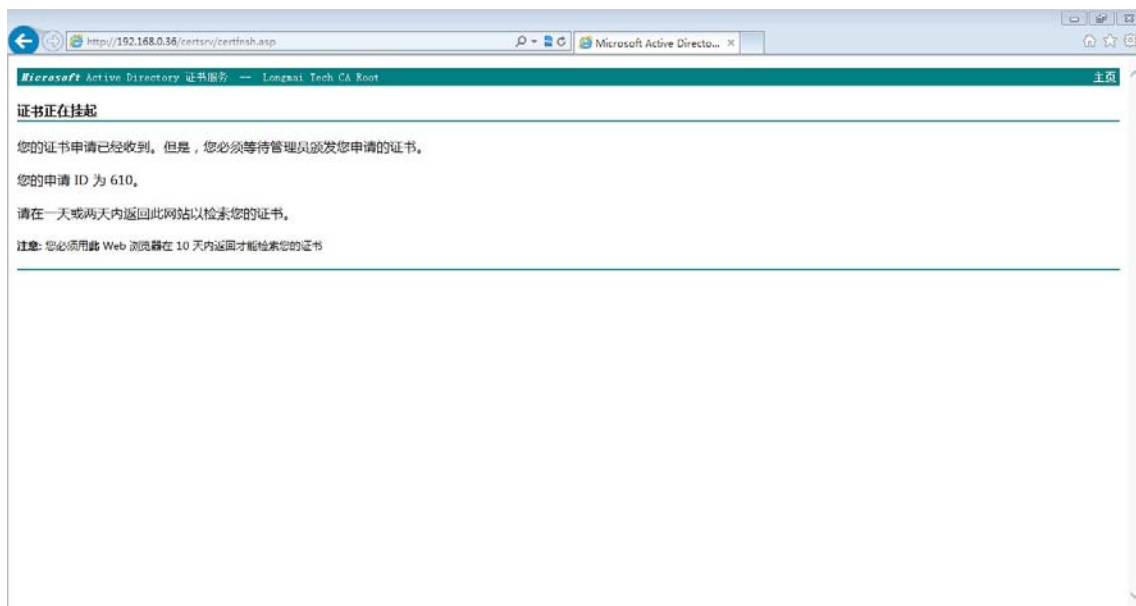 http://192.168.0.36/certsrv/certfnsh.asp
Microsoft Active Directo...
Microsoft Active Directory 证书服务 -- Longmai Tech CA Root 主页
证书正在挂起
您的证书申请已经收到。但是，您必须等待管理员颁发您申请的证书。
您的申请 ID 为 610。
请在一天或两天内返回此网站以检索您的证书。
注意: 您必须用此 Web 浏览器在 10 天内返回才能检索您的证书